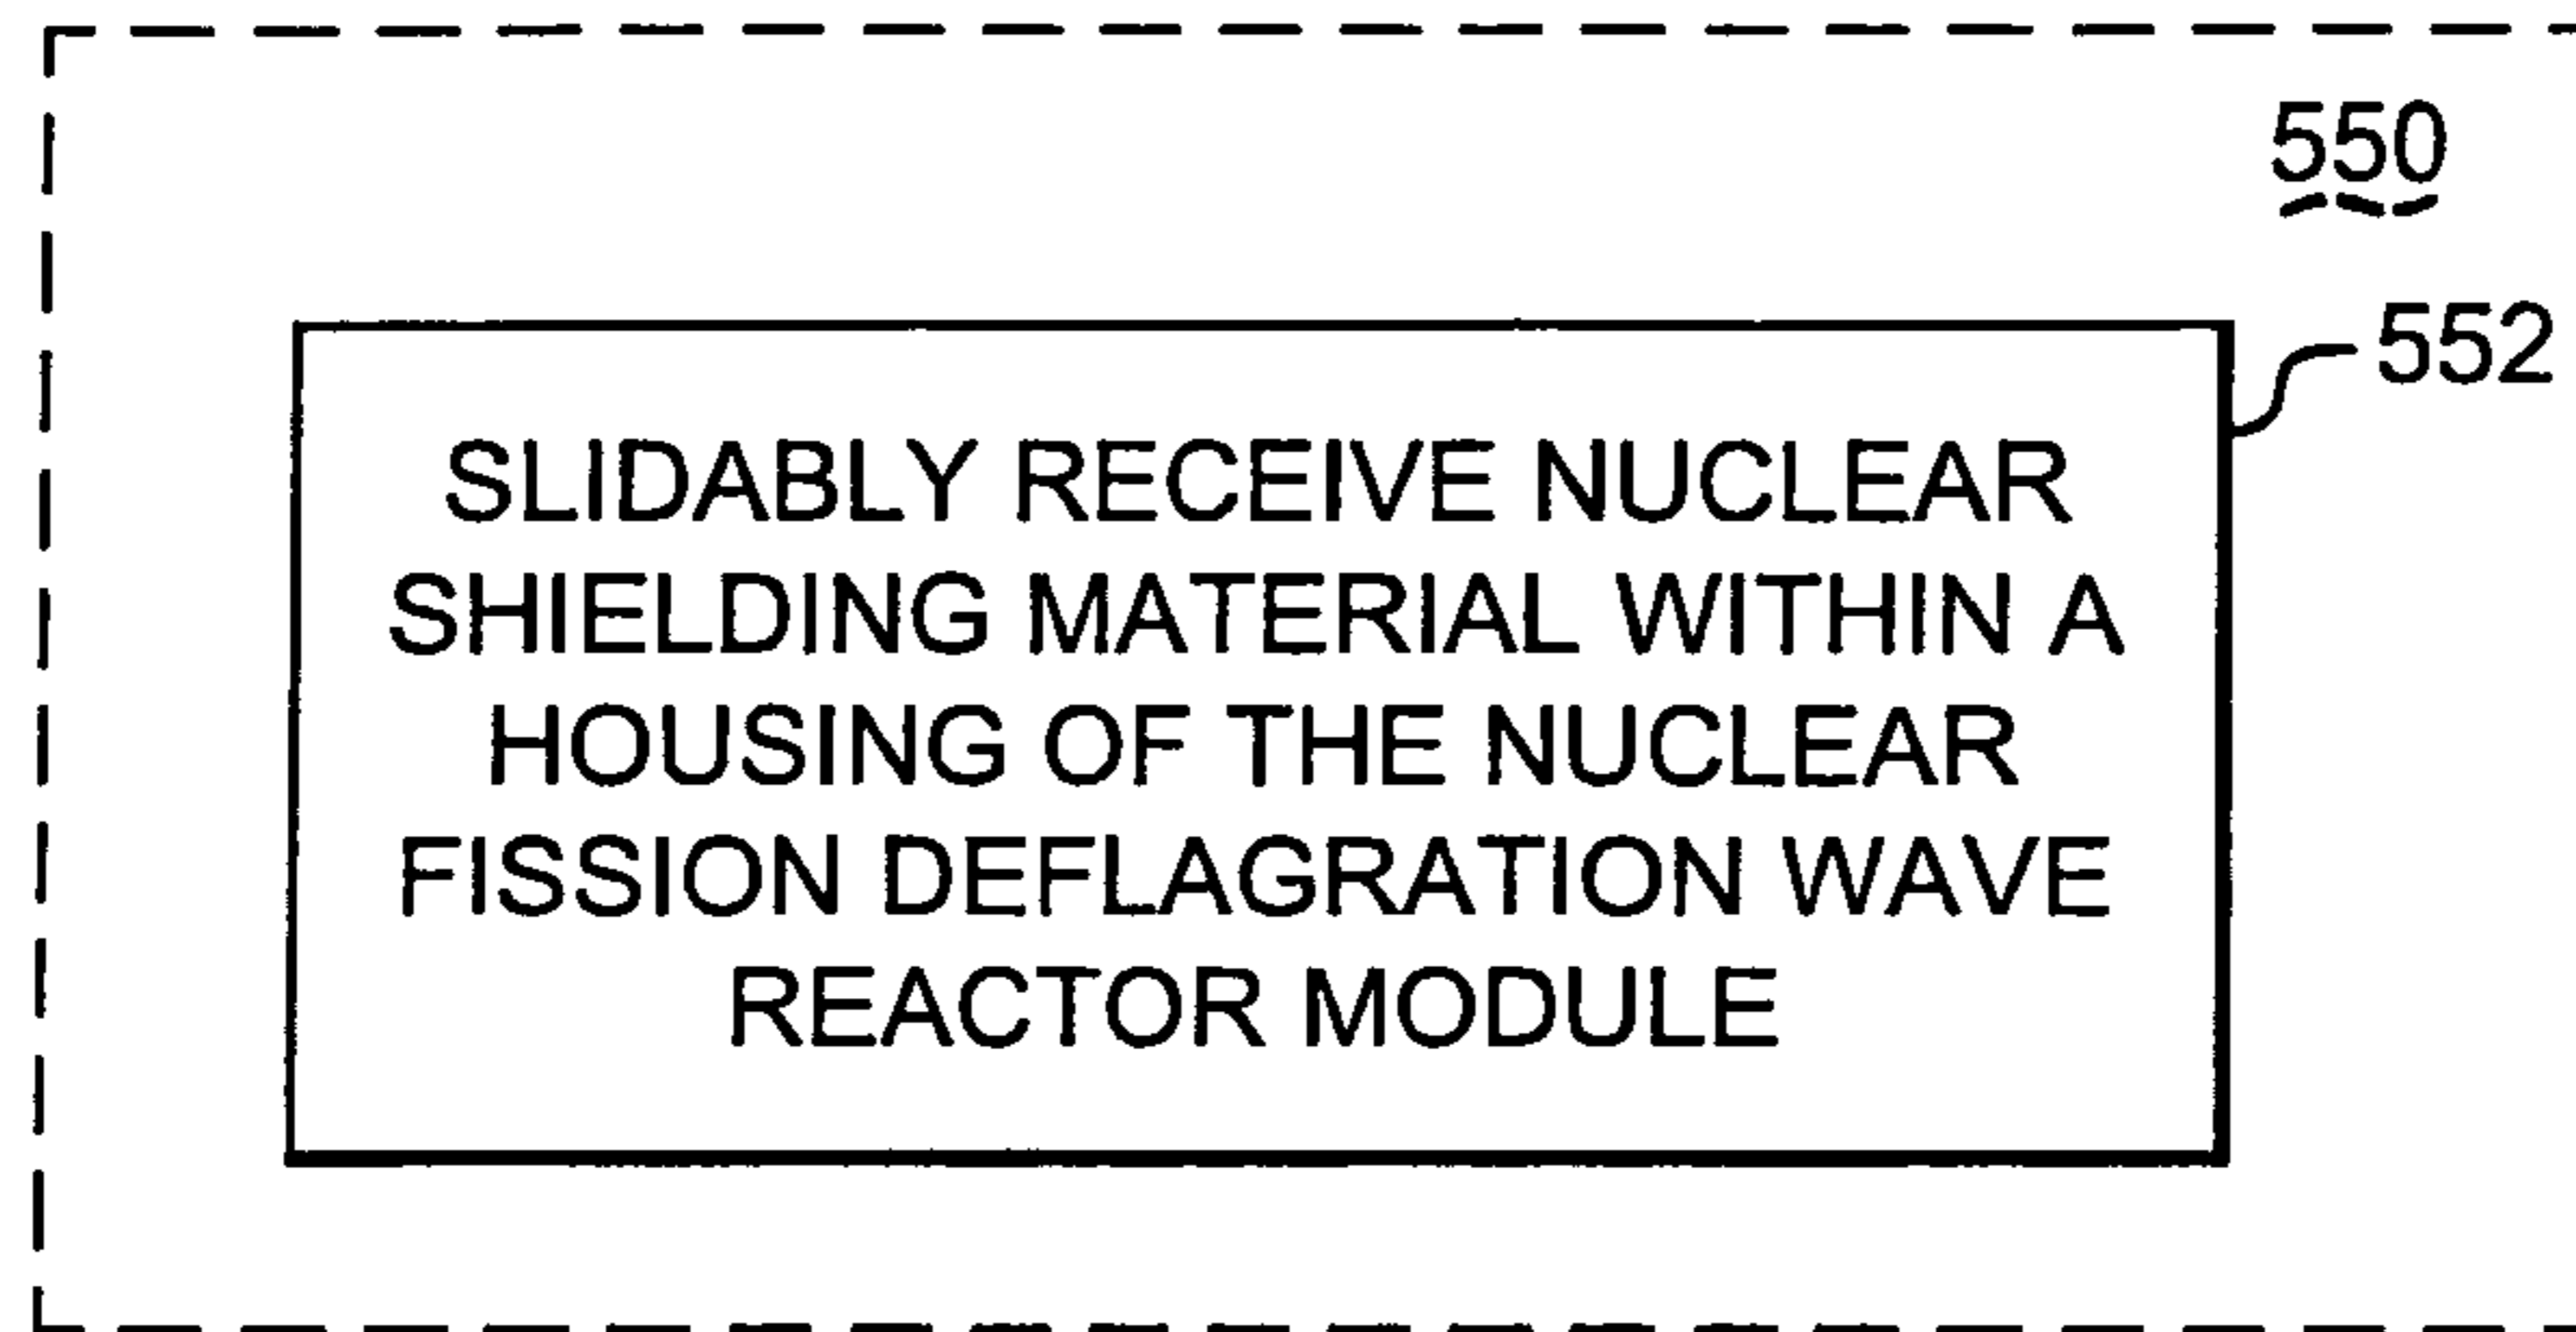 550
552
SLIDABLY RECEIVE NUCLEAR
SHIELDING MATERIAL WITHIN A
HOUSING OF THE NUCLEAR
FISSION DEFLAGRATION WAVE
REACTOR MODULE